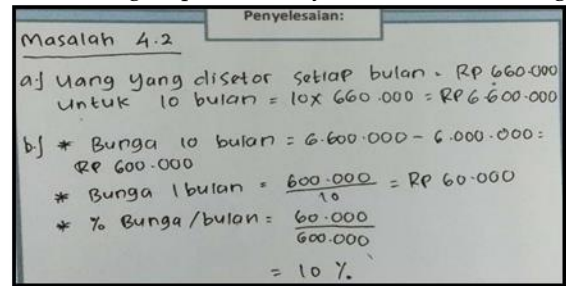 Penyelesaian:
Masalah 4.2
a.) Uang yang disetor setiap bulan = Rp 660.000
Untuk 10 bulan = 10x 660.000 = RP 6.600.000
b.) * Bunga 10 bulan = 6.600.000 - 6.000.000 =
RP 600.000
* Bunga 1 bulan = 600.000 / 10 = RP 60.000
* % Bunga / bulan = 60.000 / 600.000
= 10 %